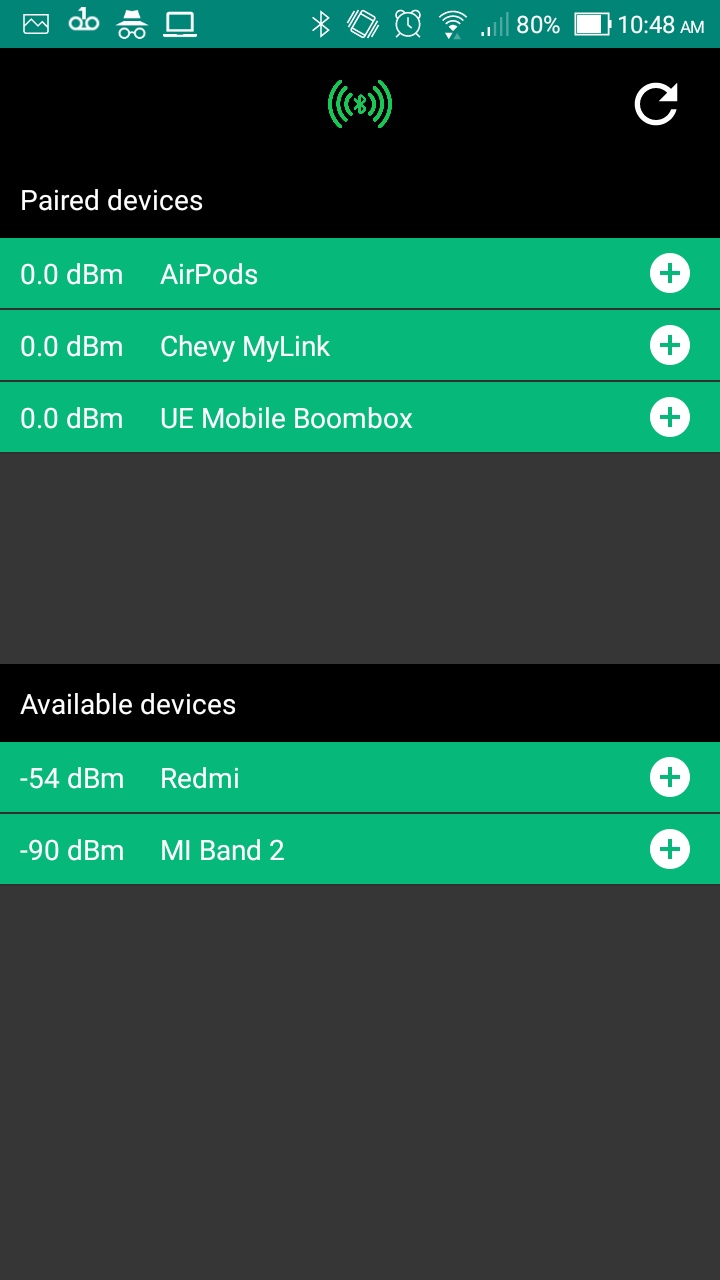 80% 10:48 AM
Paired devices
0.0 dBm AirPods
0.0 dBm Chevy MyLink
0.0 dBm UE Mobile Boombox
Available devices
-54 dBm Redmi
-90 dBm MI Band 2